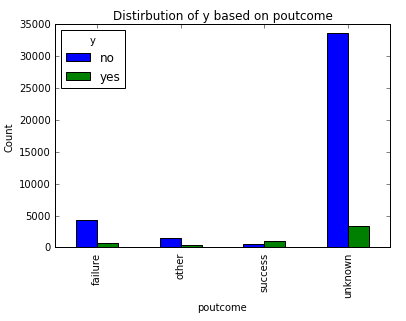 Distirbution of y based on poutcome
y
no
yes
Count
35000
30000
25000
20000
15000
10000
5000
0
failure
other
success
unknown
poutcome